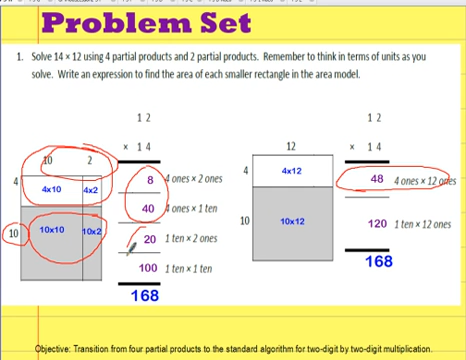 Problem Set
1. Solve 14 × 12 using 4 partial products and 2 partial products. Remember to think in terms of units as you
solve. Write an expression to find the area of each smaller rectangle in the area model.
1 2
× 1 4
10 2
4 4x10 4x2
10 10x10 10x2
8 4 ones × 2 ones
40 4 ones × 1 ten
20 1 ten × 2 ones
100 1 ten × 1 ten
168
12
4 4x12
10 10x12
1 2
× 1 4
48 4 ones × 12 ones
120 1 ten × 12 ones
168
Objective: Transition from four partial products to the standard algorithm for two-digit by two-digit multiplication.